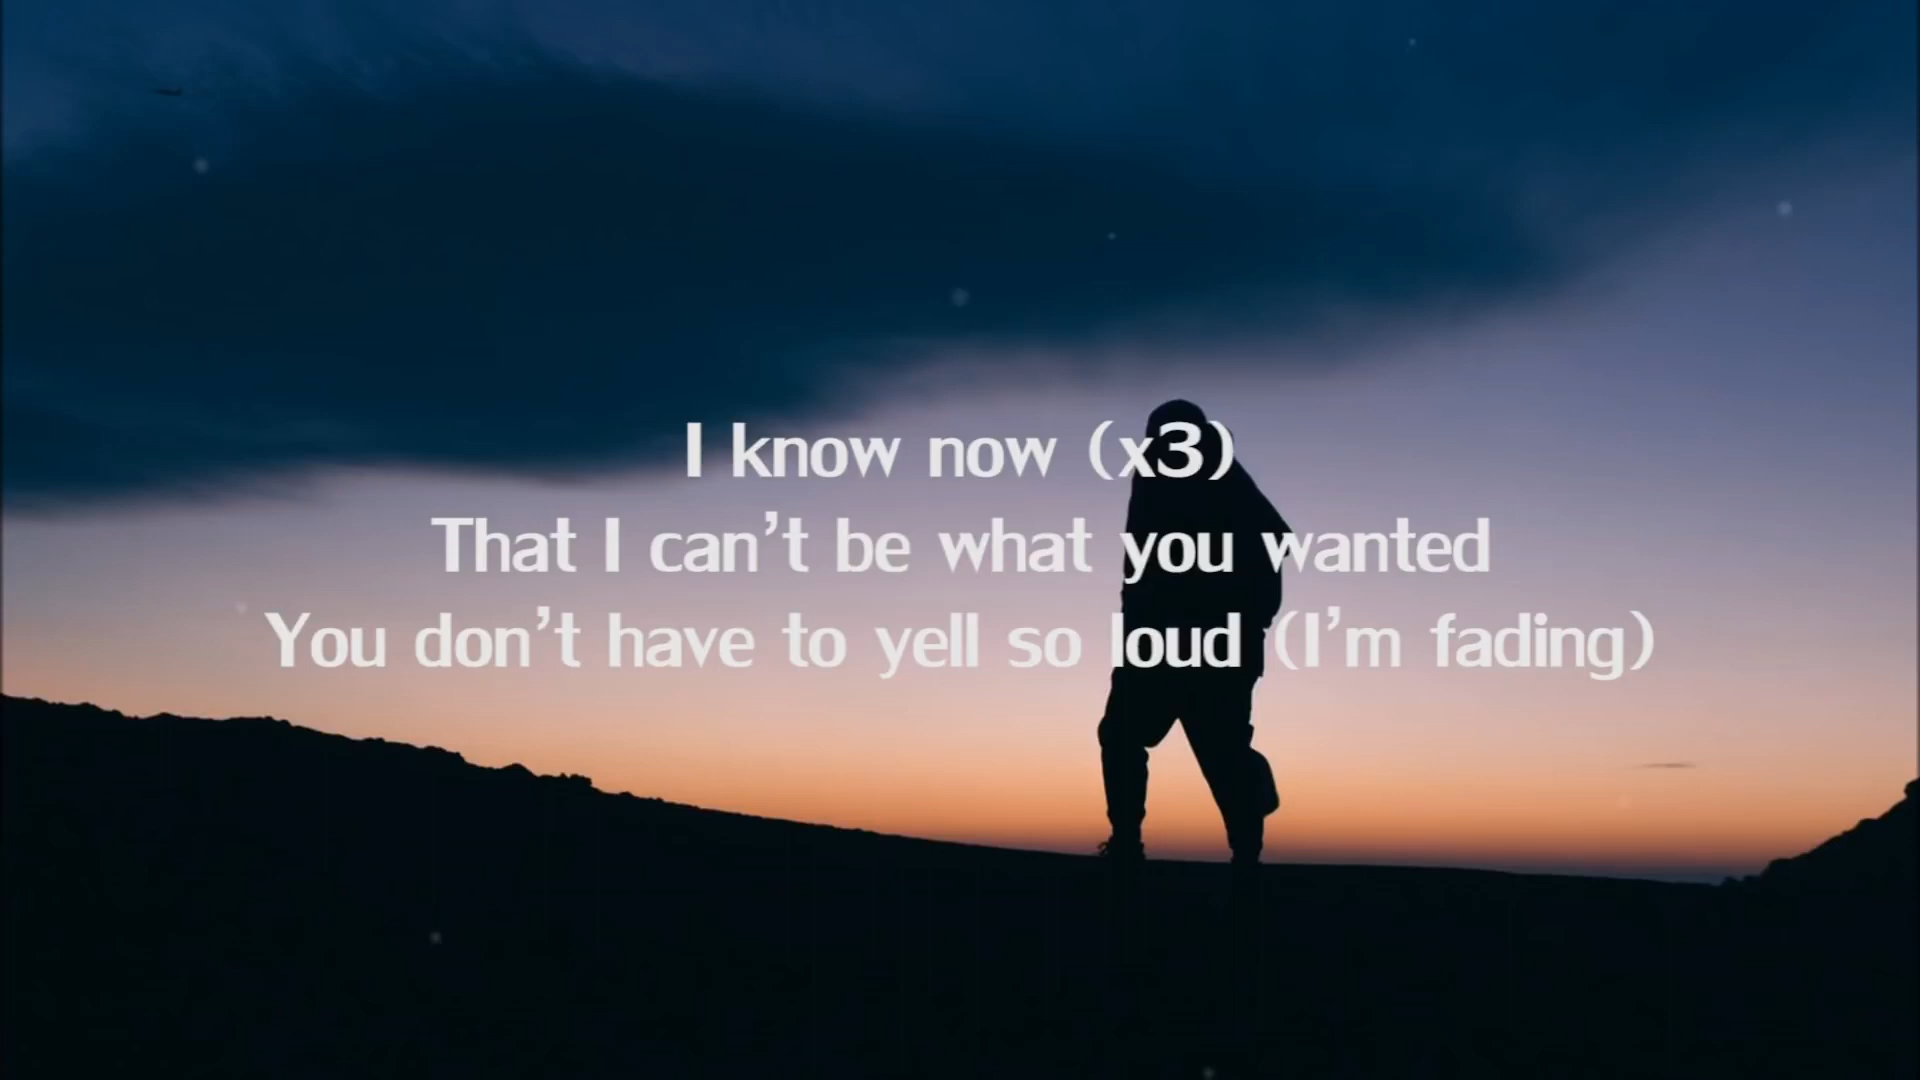 I know now (x3)
That I can't be what you wanted
You don't have to yell so loud (I'm fading)